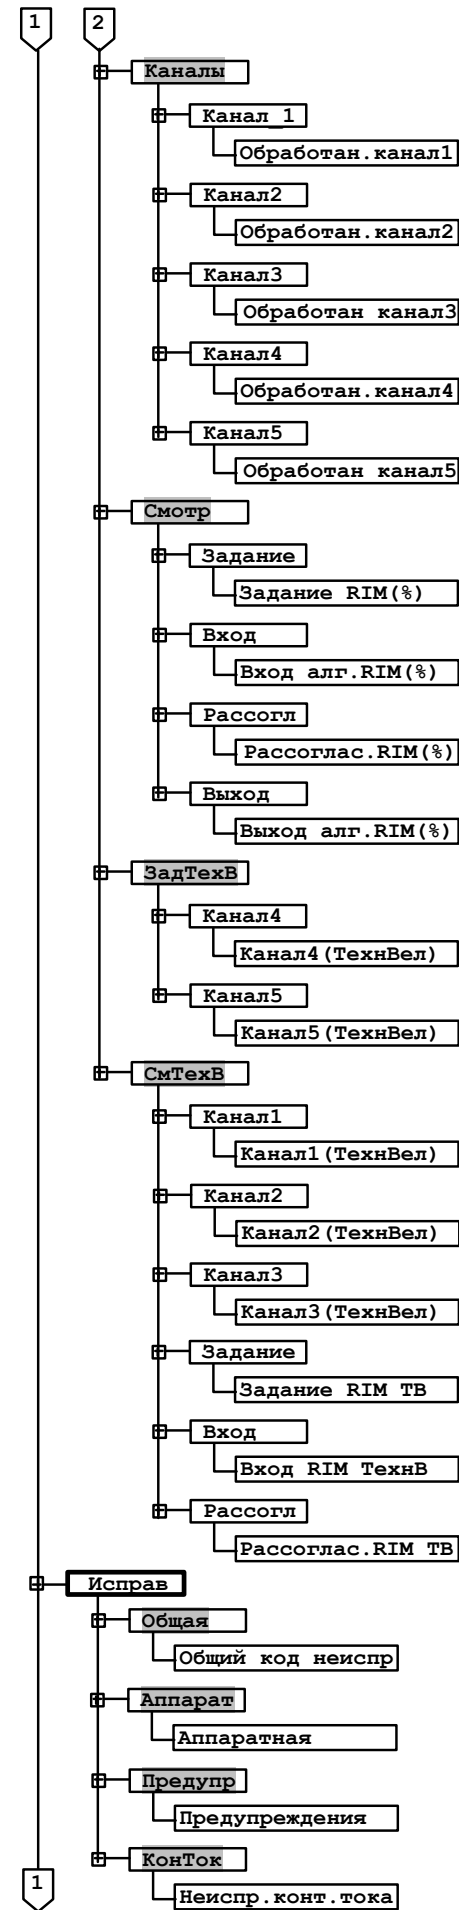 1 2
Каналы
Канал_1
Обработан.канал1
Канал2
Обработан.канал2
Канал3
Обработан канал3
Канал4
Обработан.канал4
Канал5
Обработан канал5
Смотр
Задание
Задание RIM(%)
Вход
Вход алг.RIM(%)
Рассогл
Рассоглас.RIM(%)
Выход
Выход алг.RIM(%)
ЗадТехВ
Канал4
Канал4(ТехнВел)
Канал5
Канал5(ТехнВел)
СмТехВ
Канал1
Канал1(ТехнВел)
Канал2
Канал2(ТехнВел)
Канал3
Канал3(ТехнВел)
Задание
Задание RIM ТВ
Вход
Вход RIM ТехнВ
Рассогл
Рассоглас.RIM ТВ
Исправ
Общая
Общий код неиспр
Аппарат
Аппаратная
Предупр
Предупреждения
КонТок
1
Неиспр.конт.тока